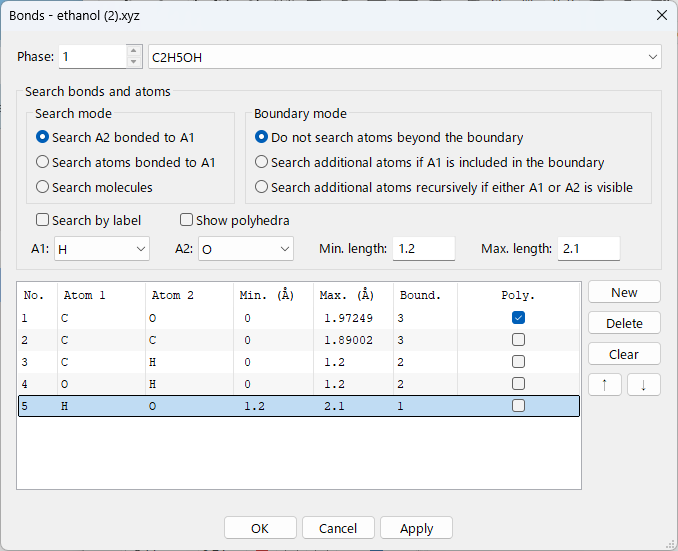 Bonds - ethanol (2).xyz
Phase: 1 C2H5OH
Search bonds and atoms
Search mode
Search A2 bonded to A1
Search atoms bonded to A1
Search molecules
Boundary mode
Do not search atoms beyond the boundary
Search additional atoms if A1 is included in the boundary
Search additional atoms recursively if either A1 or A2 is visible
Search by label Show polyhedra
A1: H A2: O Min. length: 1.2 Max. length: 2.1
No. Atom 1 Atom 2 Min. (Å) Max. (Å) Bound. Poly.
1 C O 0 1.97249 3
2 C C 0 1.89002 3
3 C H 0 1.2 2
4 O H 0 1.2 2
5 H O 1.2 2.1 1
New
Delete
Clear
↑ ↓
OK Cancel Apply